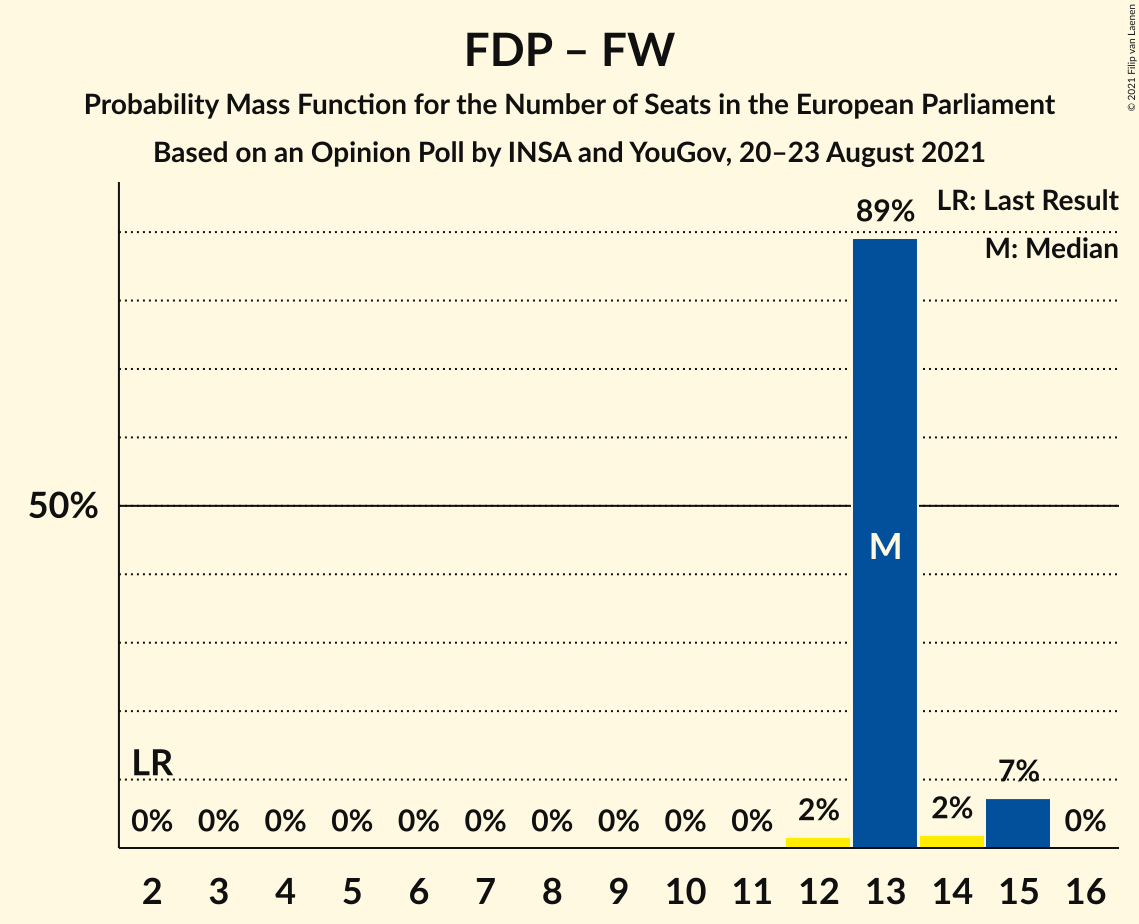 FDP – FW
Probability Mass Function for the Number of Seats in the European Parliament
Based on an Opinion Poll by INSA and YouGov, 20–23 August 2021
© 2021 Filip van Laenen
LR: Last Result
M: Median
89%
50%
M
LR
0% 0% 0% 0% 0% 0% 0% 0% 0% 0% 2% 2% 7% 0%
2 3 4 5 6 7 8 9 10 11 12 13 14 15 16